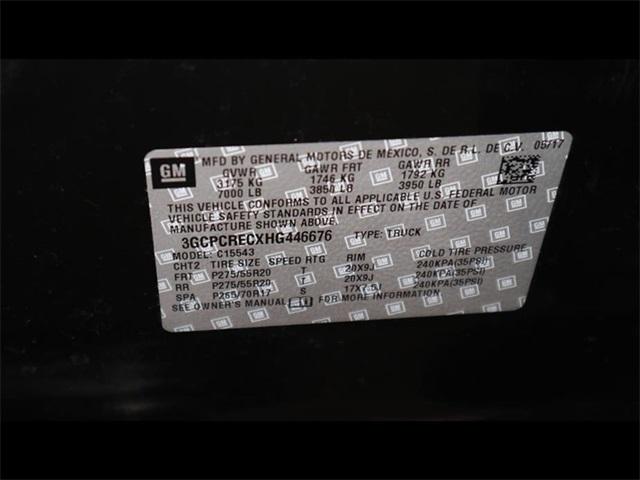 GM MFD BY GENERAL MOTORS DE MEXICO, S. DE R.L. DE C.V. 05/17
GVWR GAWR FRT GAWR RR
3175 KG 1746 KG 1792 KG
7000 LB 3850 LB 3950 LB
THIS VEHICLE CONFORMS TO ALL APPLICABLE U.S. FEDERAL MOTOR
VEHICLE SAFETY STANDARDS IN EFFECT ON THE DATE OF
MANUFACTURE SHOWN ABOVE.
3GCPCRECXHG446676 TYPE: TRUCK
MODEL: C15543
CHT2 TIRE SIZE SPEED RTG RIM COLD TIRE PRESSURE
FRT P275/55R20 T 20X9J 240KPA(35PSI)
RR P275/55R20 T 20X9J 240KPA(35PSI)
SPA P255/70R17 S 17X7.5J 240KPA(35PSI)
SEE OWNER'S MANUAL FOR MORE INFORMATION